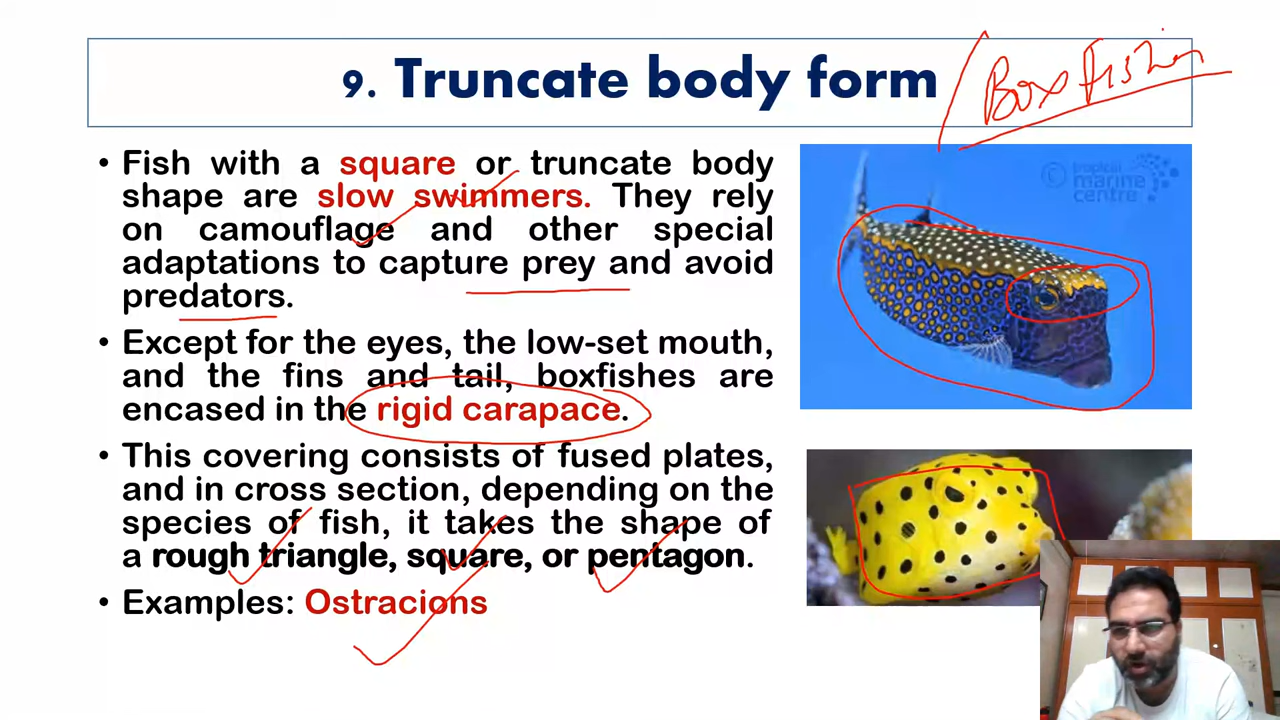 9. Truncate body form
Box fishes
• Fish with a square or truncate body
shape are slow swimmers. They rely
on camouflage and other special
adaptations to capture prey and avoid
predators.
• Except for the eyes, the low-set mouth,
and the fins and tail, boxfishes are
encased in the rigid carapace.
• This covering consists of fused plates,
and in cross section, depending on the
species of fish, it takes the shape of
a rough triangle, square, or pentagon.
• Examples: Ostracions
© tropical
marine
centre